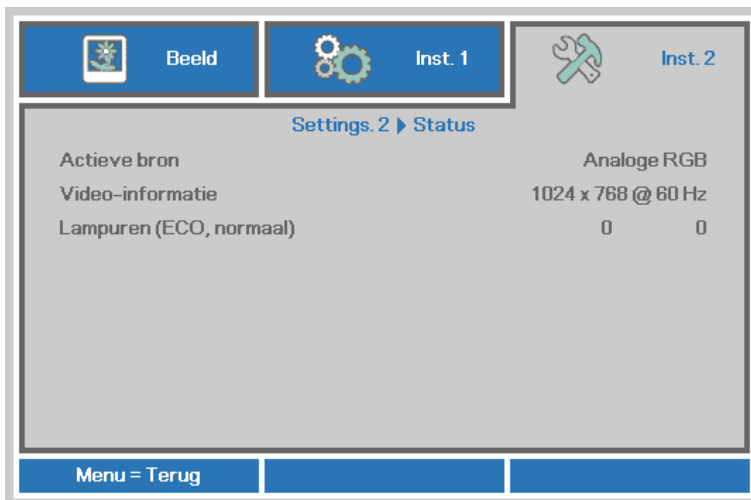 Beeld Inst. 1 Inst. 2
Settings. 2 ▶ Status
Actieve bron Analoge RGB
Video-informatie 1024 x 768 @ 60 Hz
Lampuren (ECO, normaal) 0 0
Menu = Terug